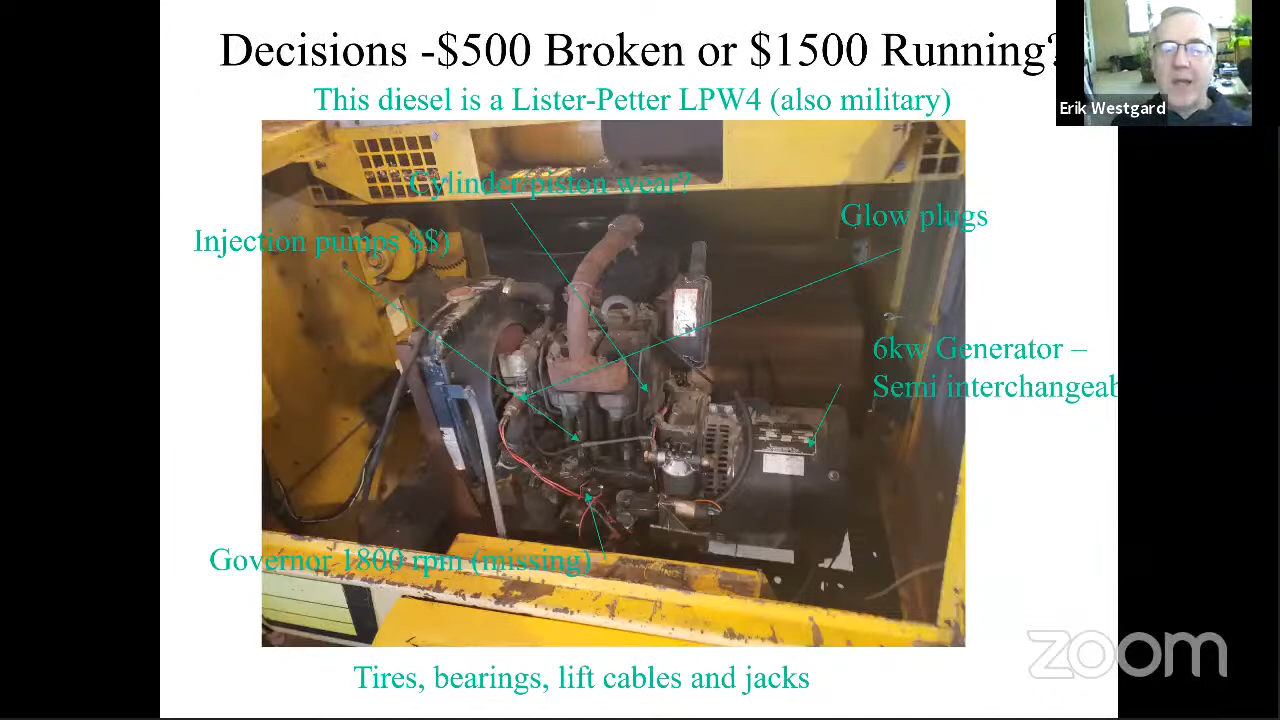 Decisions -$500 Broken or $1500 Running?
This diesel is a Lister-Petter LPW4 (also military)
Erik Westgard
Cylinder/piston wear?
Glow plugs
Injection pumps $$)
6kw Generator –
Semi interchangeab
Governor 1800 rpm (missing)
zoom
Tires, bearings, lift cables and jacks